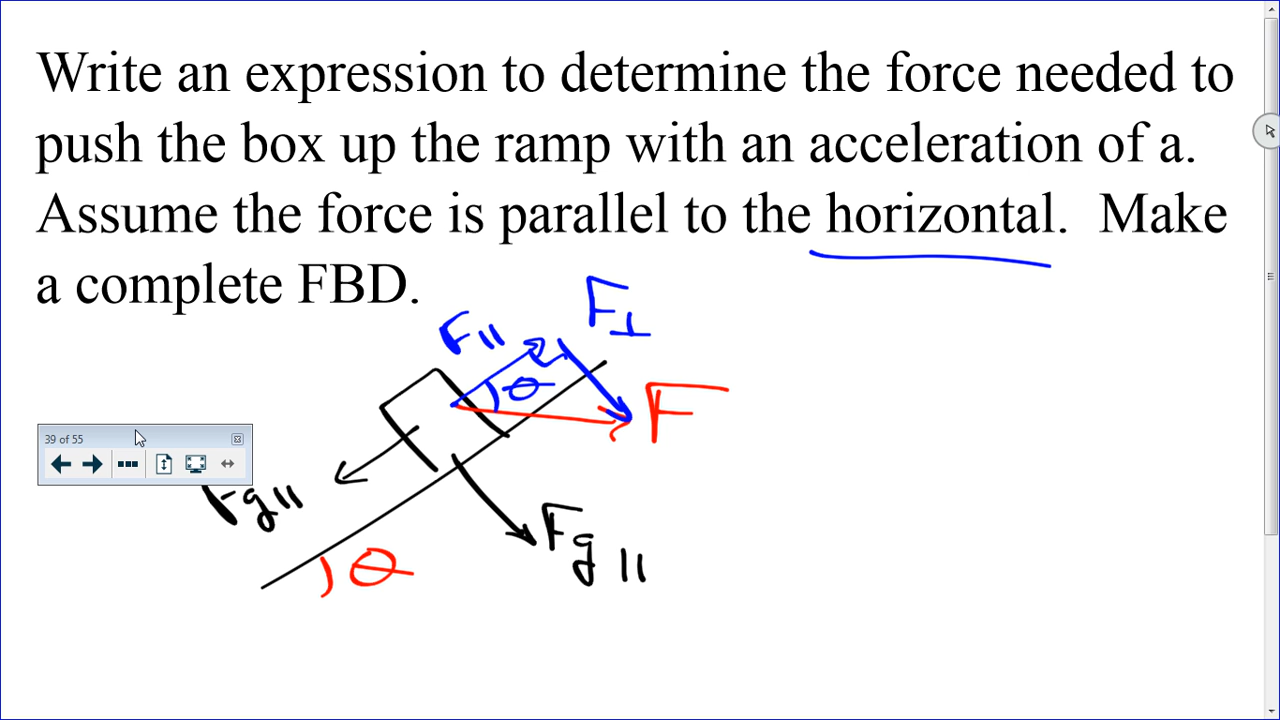 Write an expression to determine the force needed to
push the box up the ramp with an acceleration of a.
Assume the force is parallel to the horizontal. Make
a complete FBD.
F⊥
F||
θ
F
39 of 55
Fg||
Fg||
θ